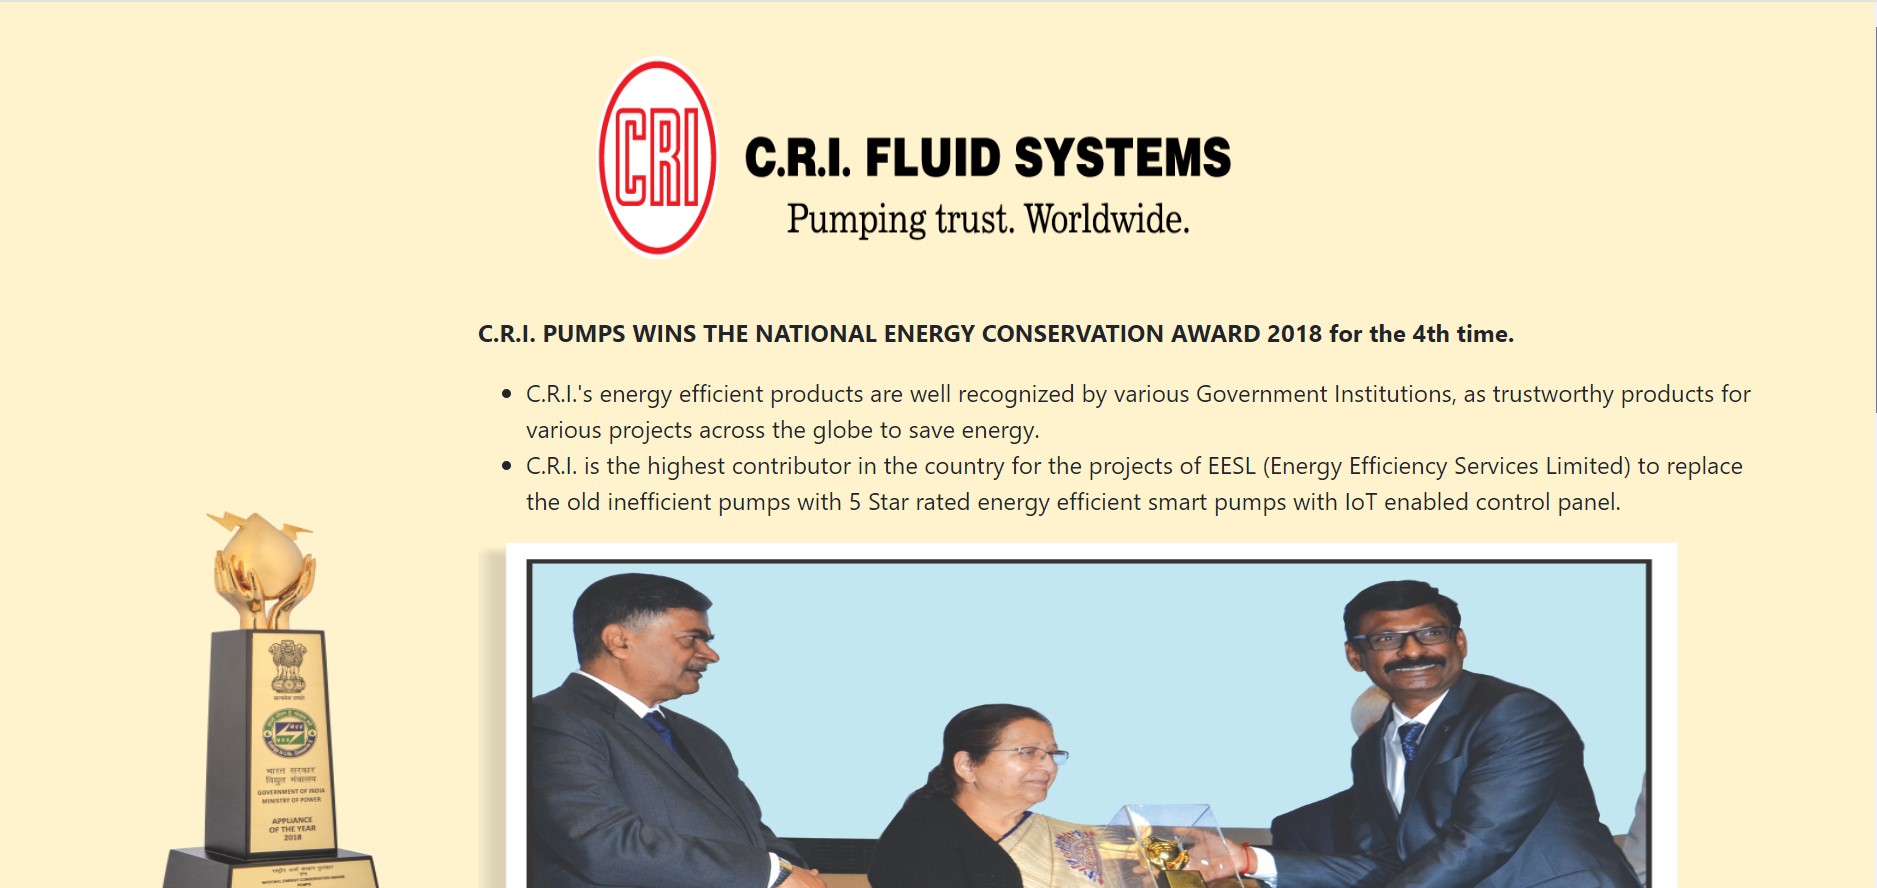 CRI
C.R.I. FLUID SYSTEMS
Pumping trust. Worldwide.
C.R.I. PUMPS WINS THE NATIONAL ENERGY CONSERVATION AWARD 2018 for the 4th time.
C.R.I.'s energy efficient products are well recognized by various Government Institutions, as trustworthy products for
various projects across the globe to save energy.
C.R.I. is the highest contributor in the country for the projects of EESL (Energy Efficiency Services Limited) to replace
the old inefficient pumps with 5 Star rated energy efficient smart pumps with IoT enabled control panel.
सत्यमेव जयते
भारत सरकार
विद्युत मंत्रालय
GOVERNMENT OF INDIA
MINISTRY OF POWER
APPLIANCE
OF THE YEAR
2018
NATIONAL ENERGY CONSERVATION AWARD
PUMPS